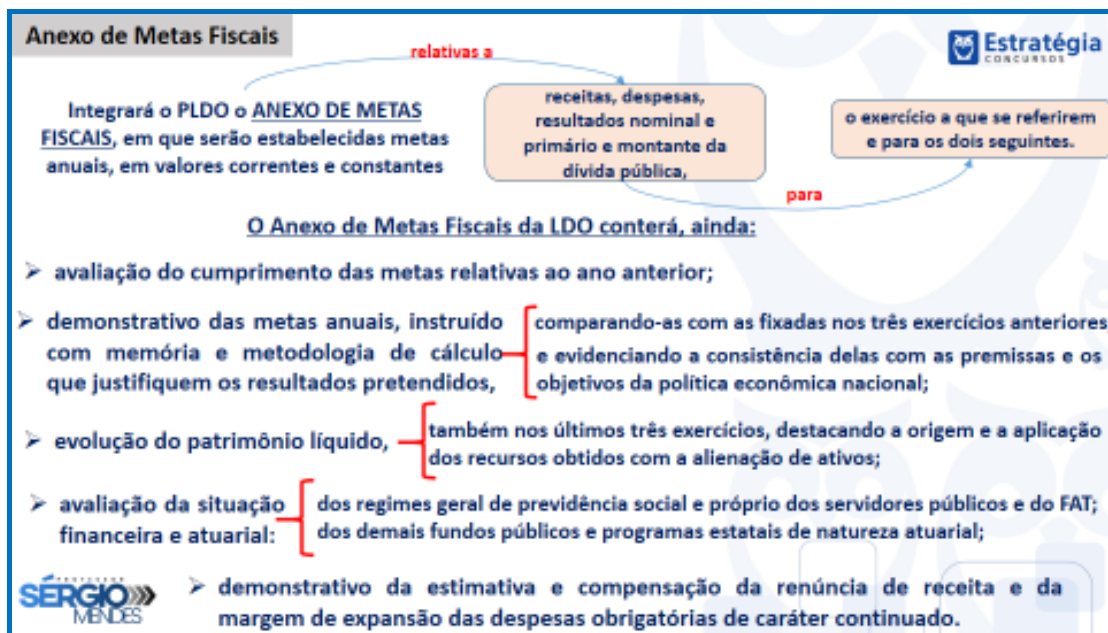 Anexo de Metas Fiscais
Estratégia
CONCURSOS
relativas a
Integrará o PLDO o ANEXO DE METAS
FISCAIS, em que serão estabelecidas metas
anuais, em valores correntes e constantes
receitas, despesas,
resultados nominal e
primário e montante da
dívida pública,
o exercício a que se referirem
e para os dois seguintes.
para
O Anexo de Metas Fiscais da LDO conterá, ainda:
➢ avaliação do cumprimento das metas relativas ao ano anterior;
➢ demonstrativo das metas anuais, instruído
com memória e metodologia de cálculo
que justifiquem os resultados pretendidos,
comparando-as com as fixadas nos três exercícios anteriores
e evidenciando a consistência delas com as premissas e os
objetivos da política econômica nacional;
➢ evolução do patrimônio líquido,
também nos últimos três exercícios, destacando a origem e a aplicação
dos recursos obtidos com a alienação de ativos;
➢ avaliação da situação
financeira e atuarial:
dos regimes geral de previdência social e próprio dos servidores públicos e do FAT;
dos demais fundos públicos e programas estatais de natureza atuarial;
PROFESSOR
SÉRGIO
MENDES
➢ demonstrativo da estimativa e compensação da renúncia de receita e da
margem de expansão das despesas obrigatórias de caráter continuado.